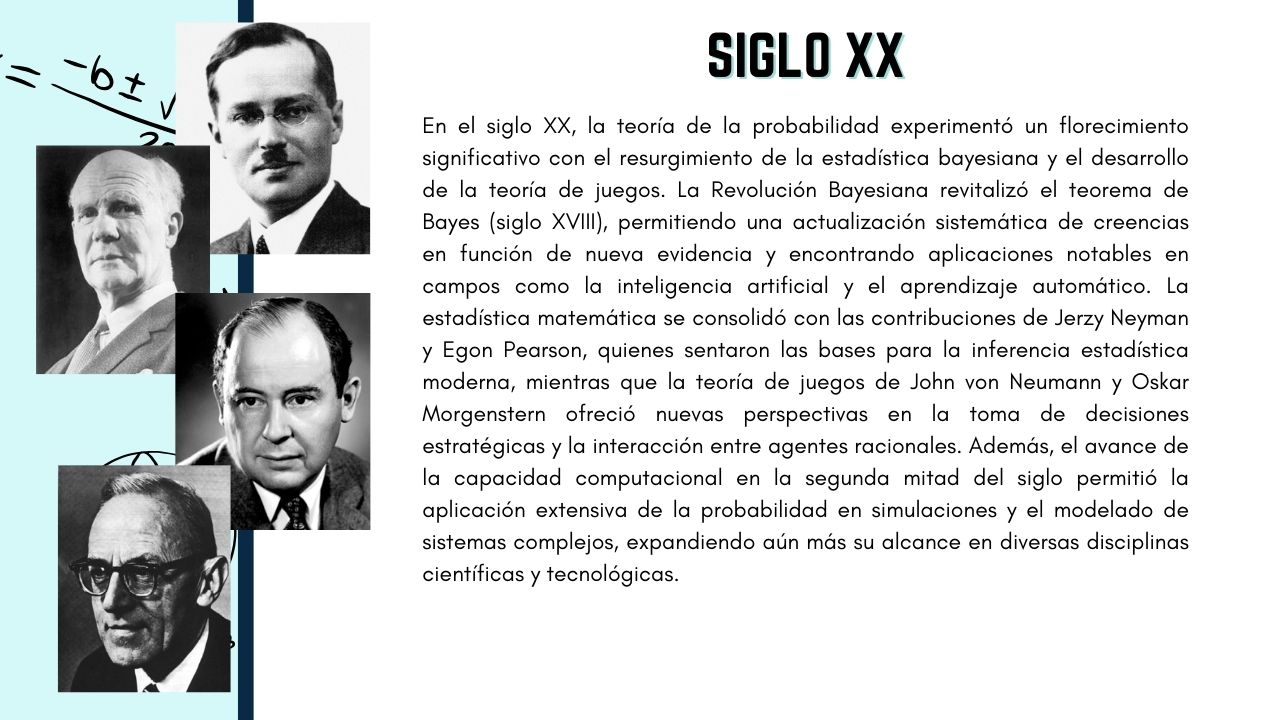 = -b ±
SIGLO XX
En el siglo XX, la teoría de la probabilidad experimentó un florecimiento
significativo con el resurgimiento de la estadística bayesiana y el desarrollo
de la teoría de juegos. La Revolución Bayesiana revitalizó el teorema de
Bayes (siglo XVIII), permitiendo una actualización sistemática de creencias
en función de nueva evidencia y encontrando aplicaciones notables en
campos como la inteligencia artificial y el aprendizaje automático. La
estadística matemática se consolidó con las contribuciones de Jerzy Neyman
y Egon Pearson, quienes sentaron las bases para la inferencia estadística
moderna, mientras que la teoría de juegos de John von Neumann y Oskar
Morgenstern ofreció nuevas perspectivas en la toma de decisiones
estratégicas y la interacción entre agentes racionales. Además, el avance de
la capacidad computacional en la segunda mitad del siglo permitió la
aplicación extensiva de la probabilidad en simulaciones y el modelado de
sistemas complejos, expandiendo aún más su alcance en diversas disciplinas
científicas y tecnológicas.